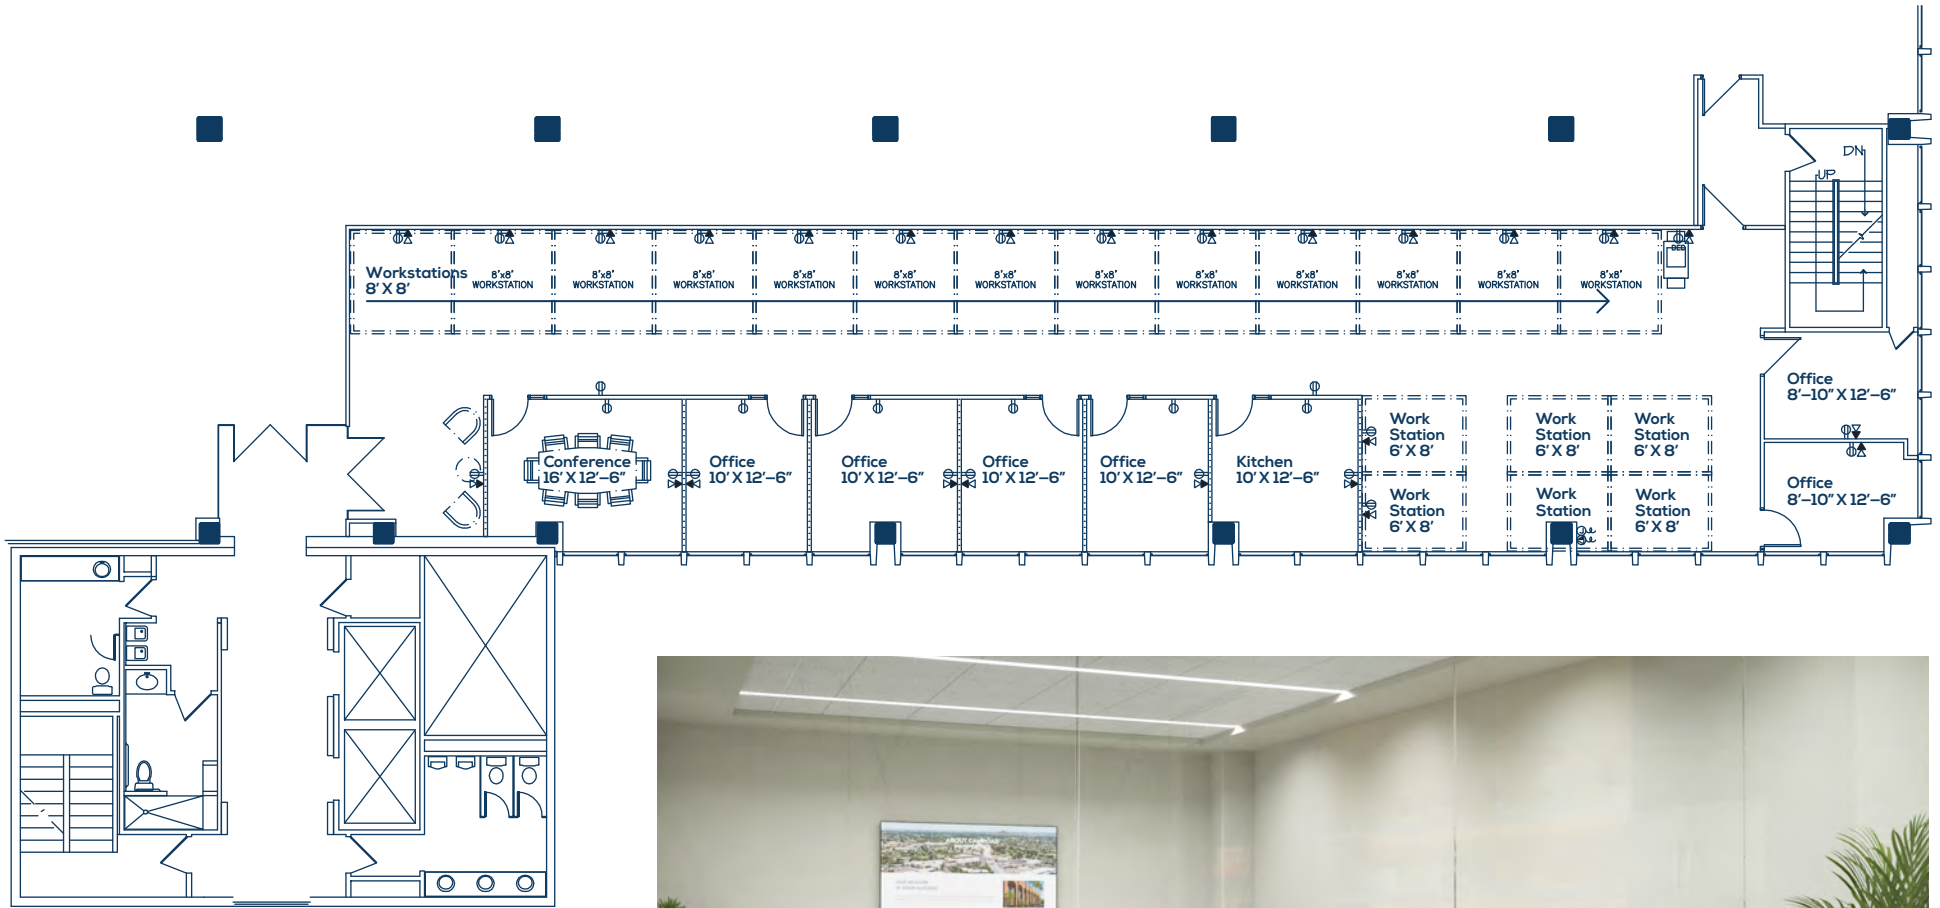 DN
UP
Workstations
8' X 8'
8'x8'
WORKSTATION
8'x8'
WORKSTATION
8'x8'
WORKSTATION
8'x8'
WORKSTATION
8'x8'
WORKSTATION
8'x8'
WORKSTATION
8'x8'
WORKSTATION
8'x8'
WORKSTATION
8'x8'
WORKSTATION
8'x8'
WORKSTATION
8'x8'
WORKSTATION
8'x8'
WORKSTATION
Office
8'–10" X 12'–6"
Conference
16' X 12'–6"
Office
10' X 12'–6"
Office
10' X 12'–6"
Office
10' X 12'–6"
Office
10' X 12'–6"
Kitchen
10' X 12'–6"
Work
Station
6' X 8'
Work
Station
6' X 8'
Work
Station
6' X 8'
Work
Station
6' X 8'
Work
Station
Work
Station
6' X 8'
Office
8'–10" X 12'–6"